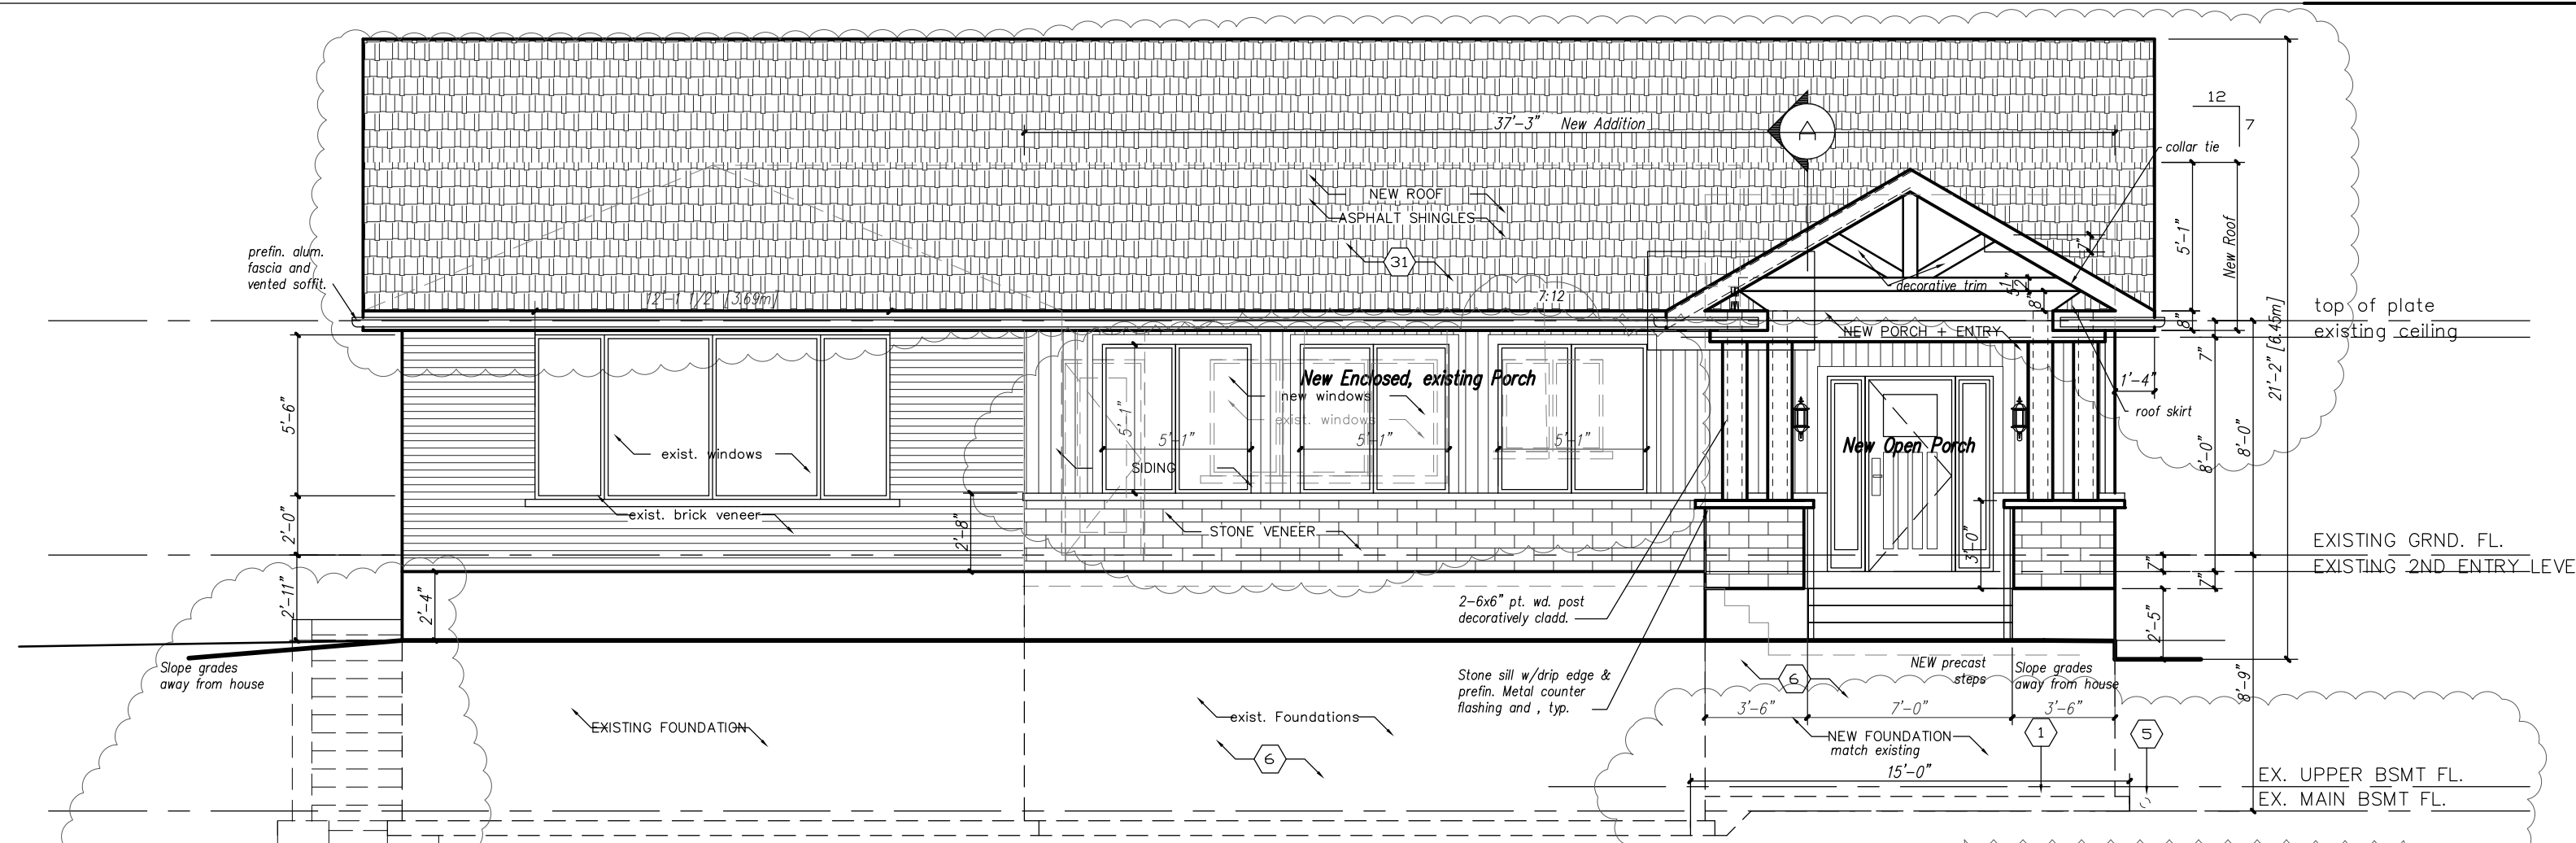 12
7
37'-3" New Addition
A
collar tie
NEW ROOF
ASPHALT SHINGLES
31
prefin. alum.
fascia and
vented soffit.
5'-1"
New Roof
7"
decorative trim
5 1/2"
8"
12'-1 1/2" [3.69m]
7:12
8"
21'-2" [6.45m]
top of plate
existing ceiling
NEW PORCH + ENTRY
7"
1'-4"
roof skirt
New Enclosed, existing Porch
new windows
exist. windows
5'-6"
5'-1"
5'-1"
5'-1"
5'-1"
8'-0"
8'-0"
New Open Porch
exist. windows
SIDING
exist. brick veneer
2'-0"
2'-8"
STONE VENEER
3'-0"
EXISTING GRND. FL.
EXISTING 2ND ENTRY LEVE
7"
7"
2'-11"
2'-4"
2-6x6" pt. wd. post
decoratively cladd.
2'-5"
Slope grades
away from house
Stone sill w/drip edge &
prefin. Metal counter
flashing and , typ.
6
NEW precast
steps
Slope grades
away from house
8'-9"
3'-6"
7'-0"
3'-6"
EXISTING FOUNDATION
exist. Foundations
6
NEW FOUNDATION
match existing
1
5
15'-0"
EX. UPPER BSMT FL.
EX. MAIN BSMT FL.